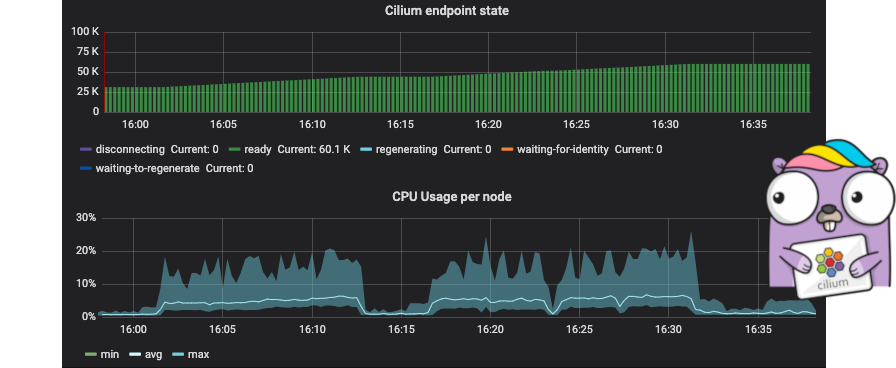 Cilium endpoint state
100 K
75 K
50 K
25 K
0
16:00 16:05 16:10 16:15 16:20 16:25 16:30 16:35
disconnecting Current: 0 ready Current: 60.1 K regenerating Current: 0 waiting-for-identity Current: 0
waiting-to-regenerate Current: 0
CPU Usage per node
30%
20%
10%
0%
16:00 16:05 16:10 16:15 16:20 16:25 16:30 16:35
min avg max
cilium